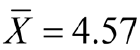 X̅ = 4.57